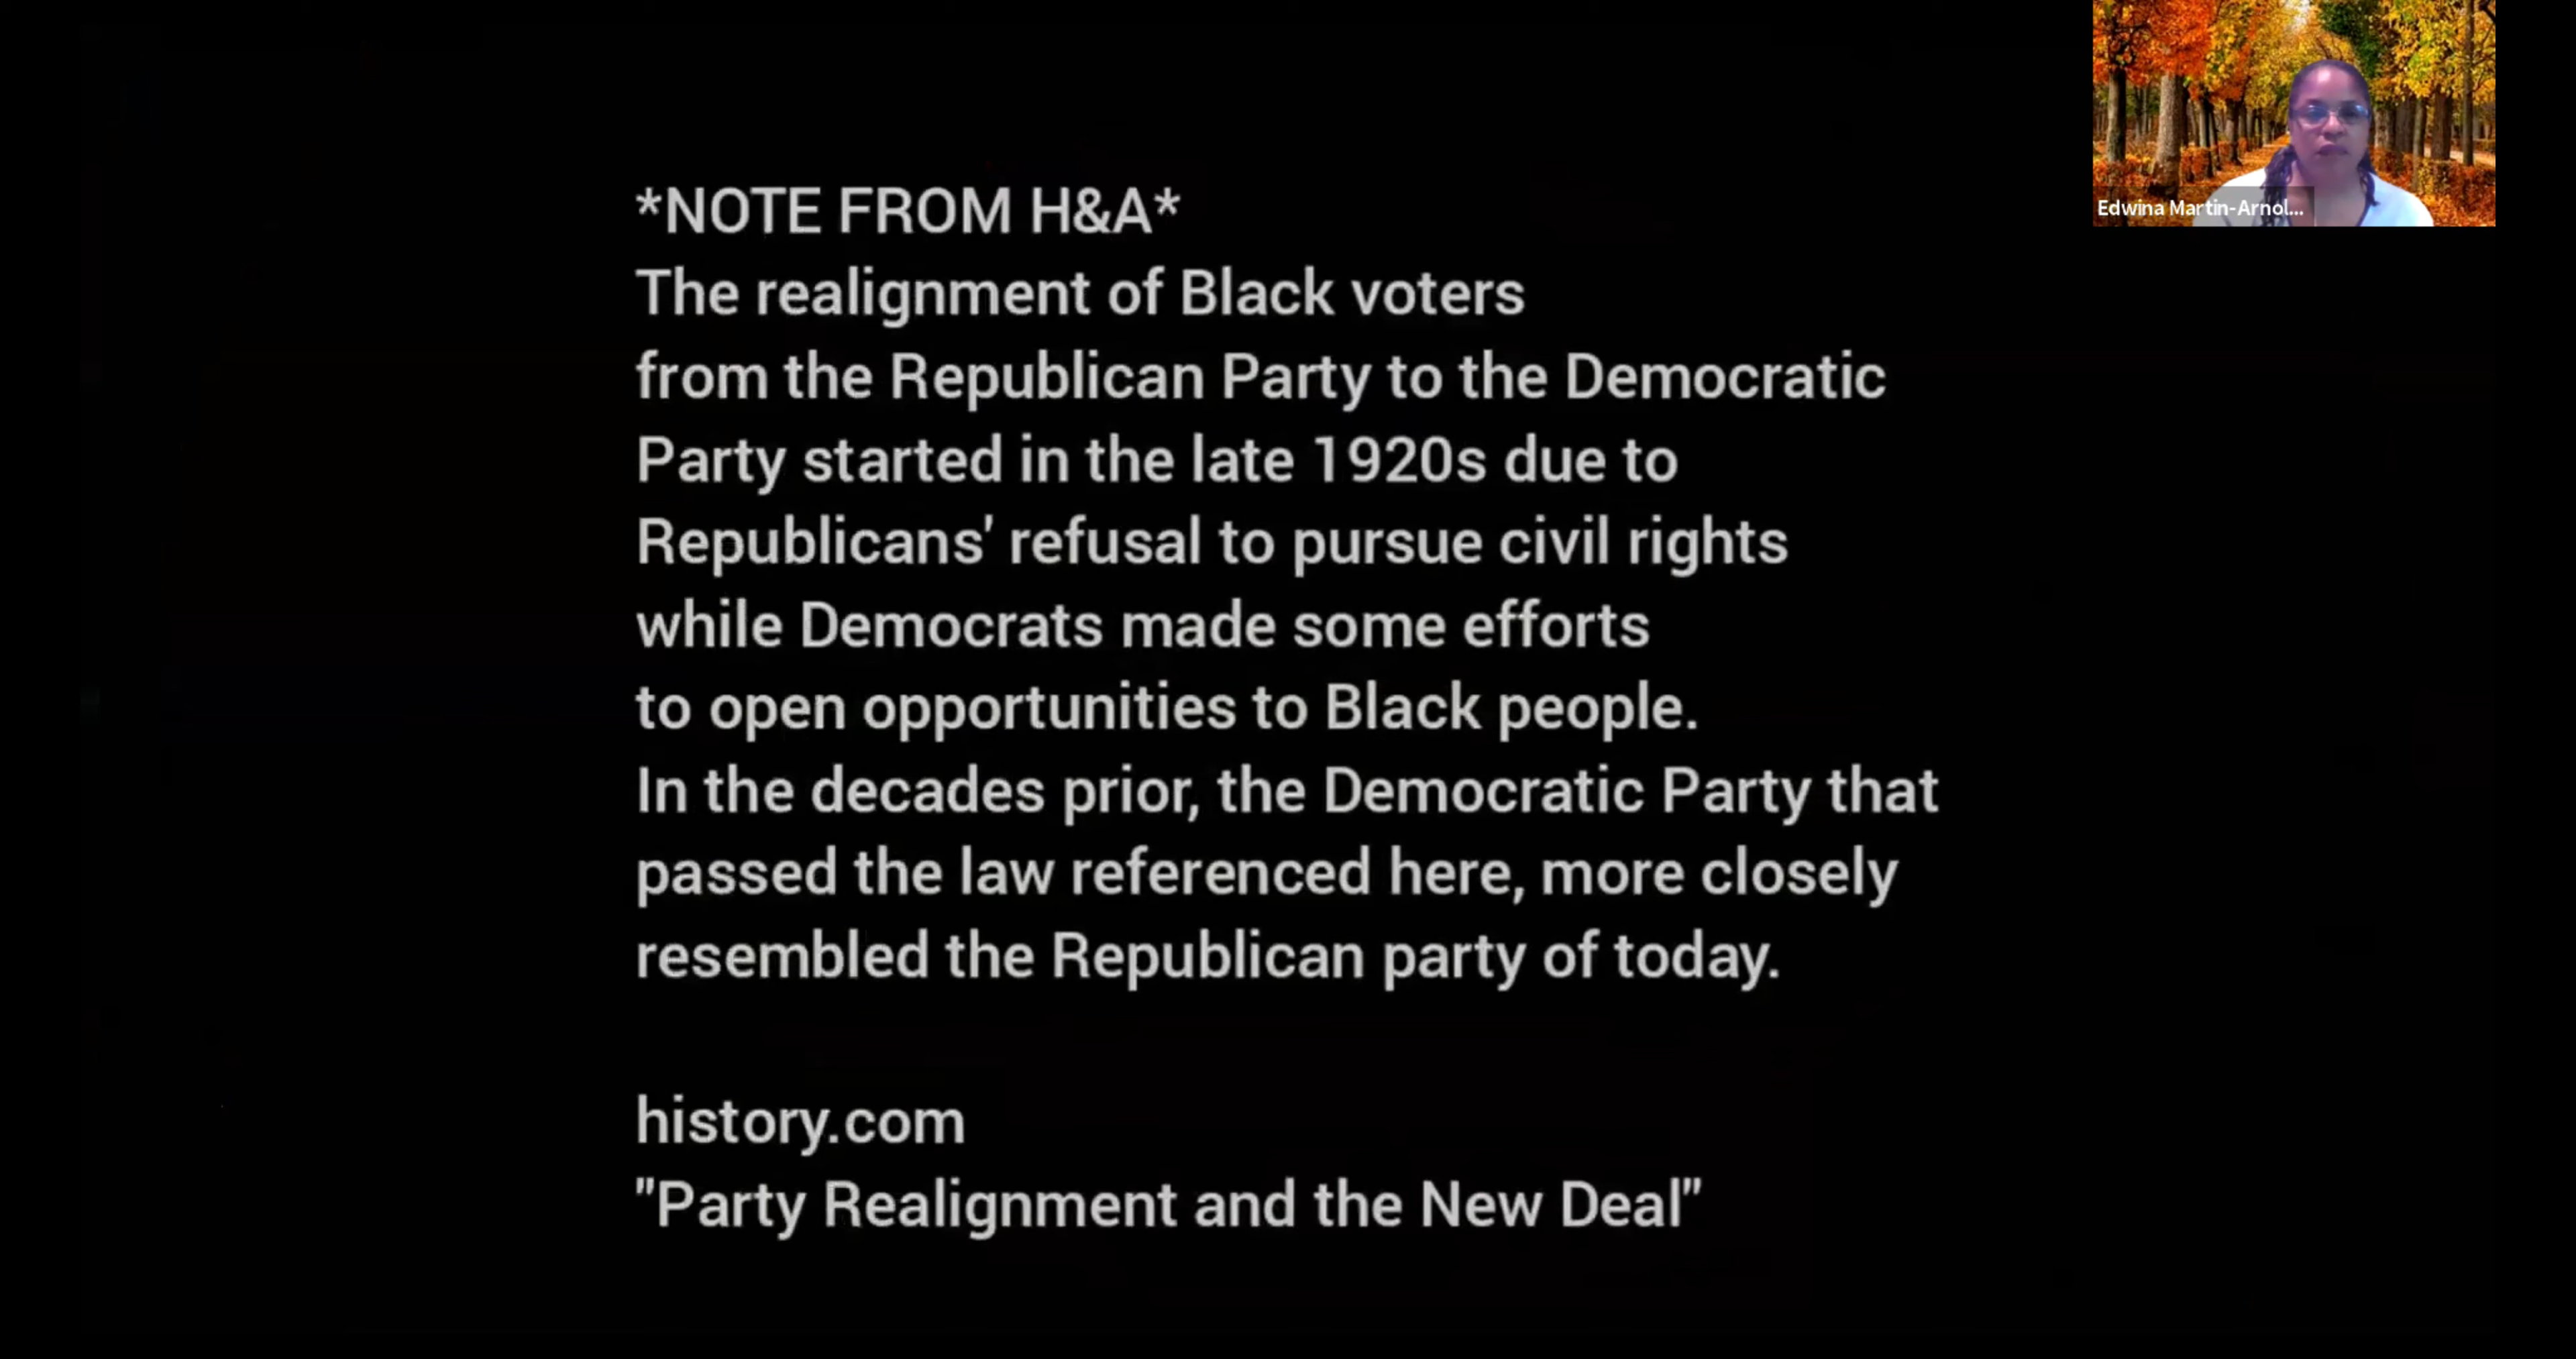 *NOTE FROM H&A*
The realignment of Black voters
from the Republican Party to the Democratic
Party started in the late 1920s due to
Republicans' refusal to pursue civil rights
while Democrats made some efforts
to open opportunities to Black people.
In the decades prior, the Democratic Party that
passed the law referenced here, more closely
resembled the Republican party of today.
history.com
"Party Realignment and the New Deal"
Edwina Martin-Arnol...